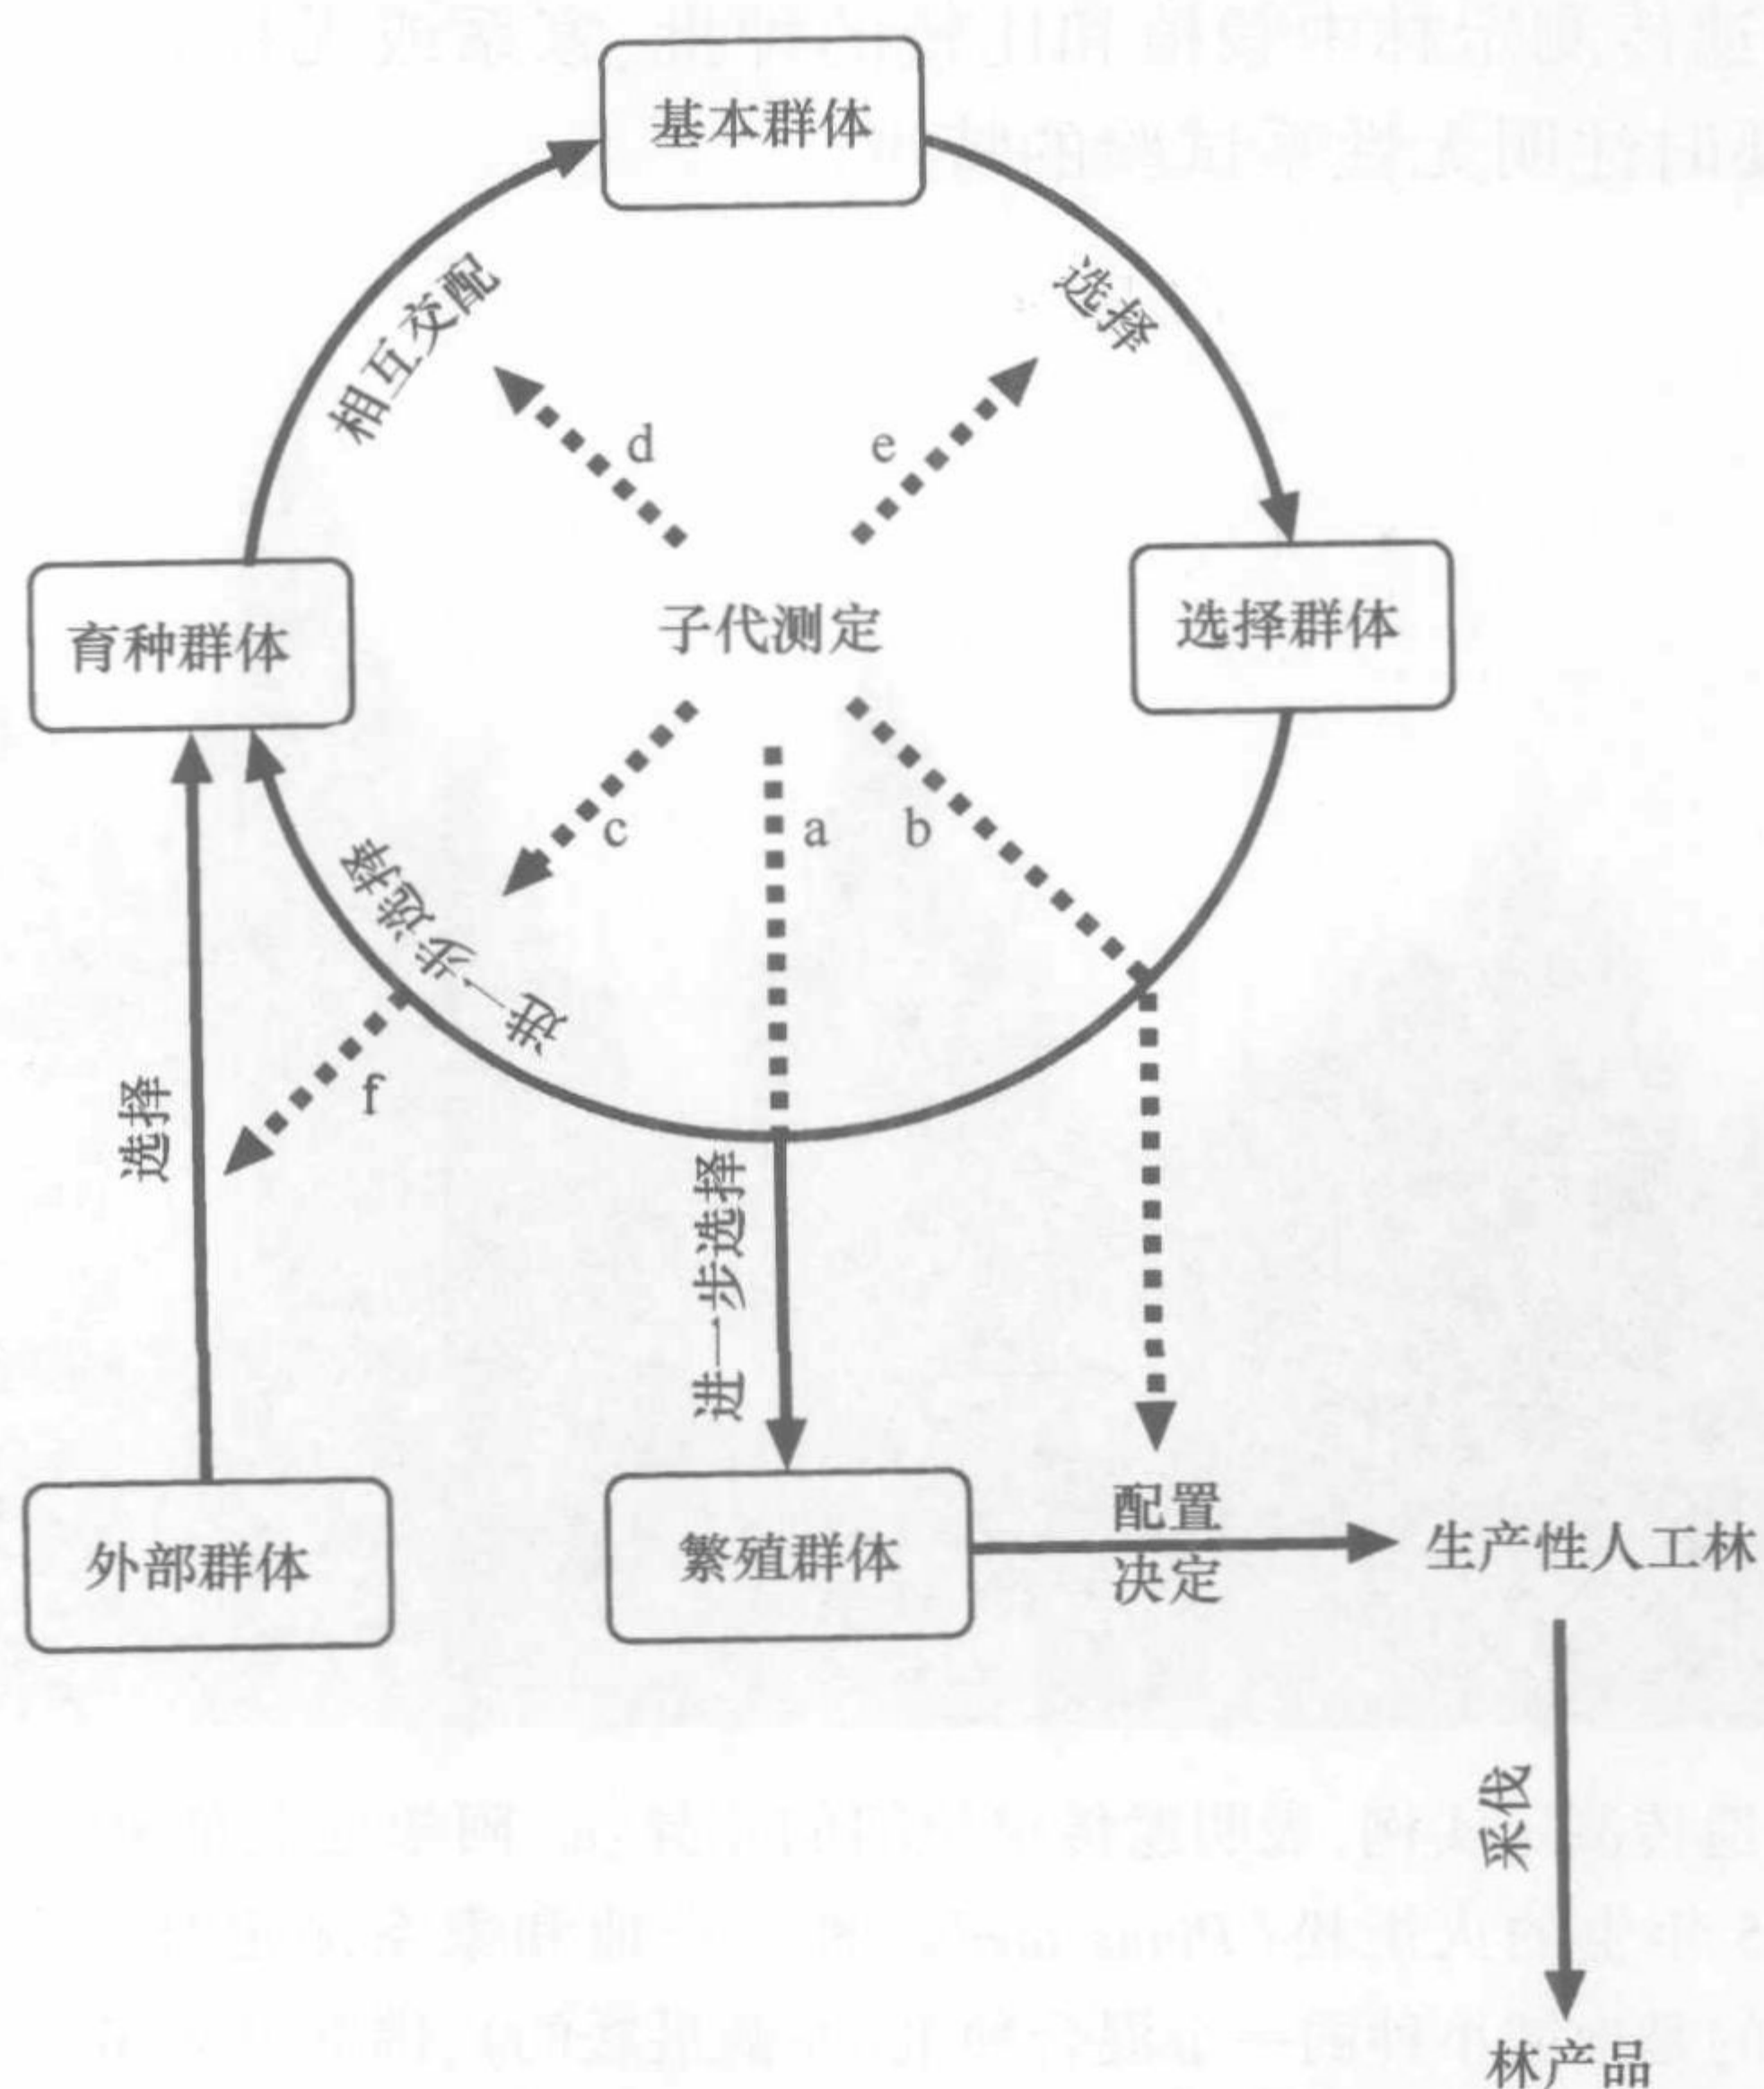 基本群体
相互交配
选择
d
e
育种群体
子代测定
选择群体
c
a
b
进一步选择
f
选择
进一步选择
外部群体
繁殖群体
配置
决定
生产性人工林
采伐
林产品